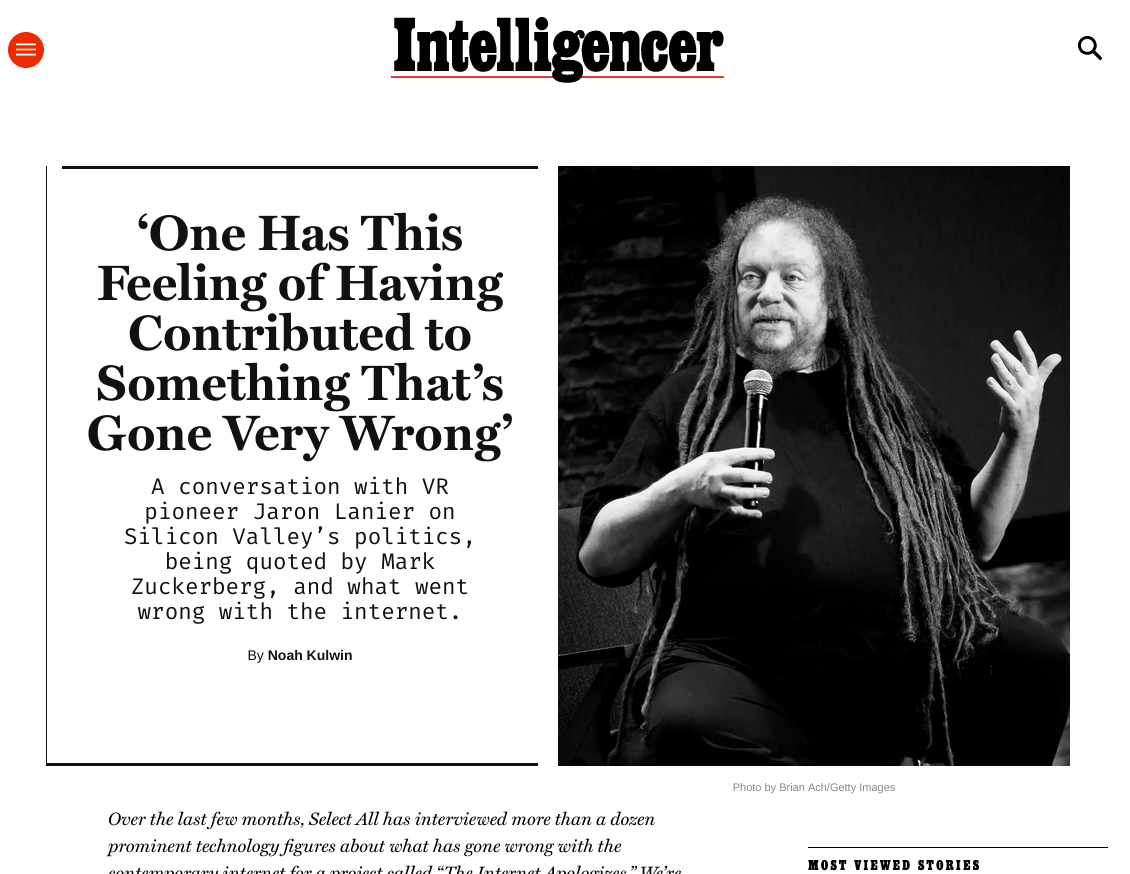 Intelligencer
‘One Has This
Feeling of Having
Contributed to
Something That’s
Gone Very Wrong’
A conversation with VR
pioneer Jaron Lanier on
Silicon Valley’s politics,
being quoted by Mark
Zuckerberg, and what went
wrong with the internet.
By Noah Kulwin
Photo by Brian Ach/Getty Images
Over the last few months, Select All has interviewed more than a dozen
prominent technology figures about what has gone wrong with the
contemporary internet for a project called “The Internet Apologizes.” We’re
MOST VIEWED STORIES